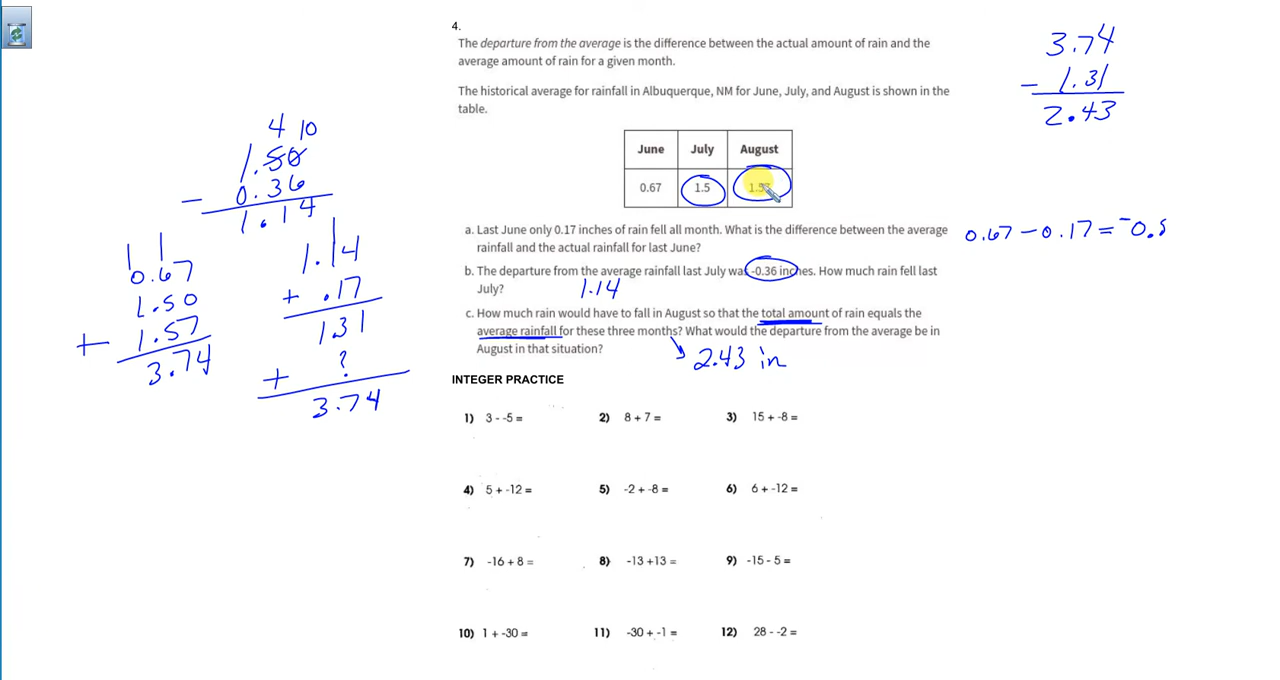 4.
The departure from the average is the difference between the actual amount of rain and the
average amount of rain for a given month.
The historical average for rainfall in Albuquerque, NM for June, July, and August is shown in the
table.
June July August
0.67 1.5
a. Last June only 0.17 inches of rain fell all month. What is the difference between the average
rainfall and the actual rainfall for last June?
b. The departure from the average rainfall last July was -0.36 inches. How much rain fell last
July? 1.14
c. How much rain would have to fall in August so that the total amount of rain equals the
average rainfall for these three months? What would the departure from the average be in
August in that situation?
2.43 in
3.74
- 1.31
2.43
0.67 - 0.17 = -0.5
4 10
1.50
- 0.36
1.14
1 1
0.67
1.50
+ 1.57
3.74
1
1.14
+ .17
1.31
+ ?
3.74
INTEGER PRACTICE
1) 3 - -5 = 2) 8 + 7 = 3) 15 + -8 =
4) 5 + -12 = 5) -2 + -8 = 6) 6 + -12 =
7) -16 + 8 = 8) -13 +13 = 9) -15 - 5 =
10) 1 + -30 = 11) -30 + -1 = 12) 28 - -2 =